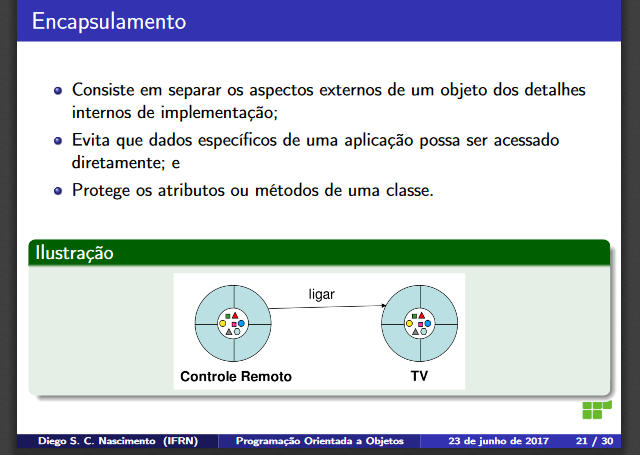 Encapsulamento
Consiste em separar os aspectos externos de um objeto dos detalhes
internos de implementação;
Evita que dados específicos de uma aplicação possa ser acessado
diretamente; e
Protege os atributos ou métodos de uma classe.
Ilustração
ligar
Controle Remoto
TV
Diego S. C. Nascimento (IFRN)
Programação Orientada a Objetos
23 de junho de 2017
21 / 30